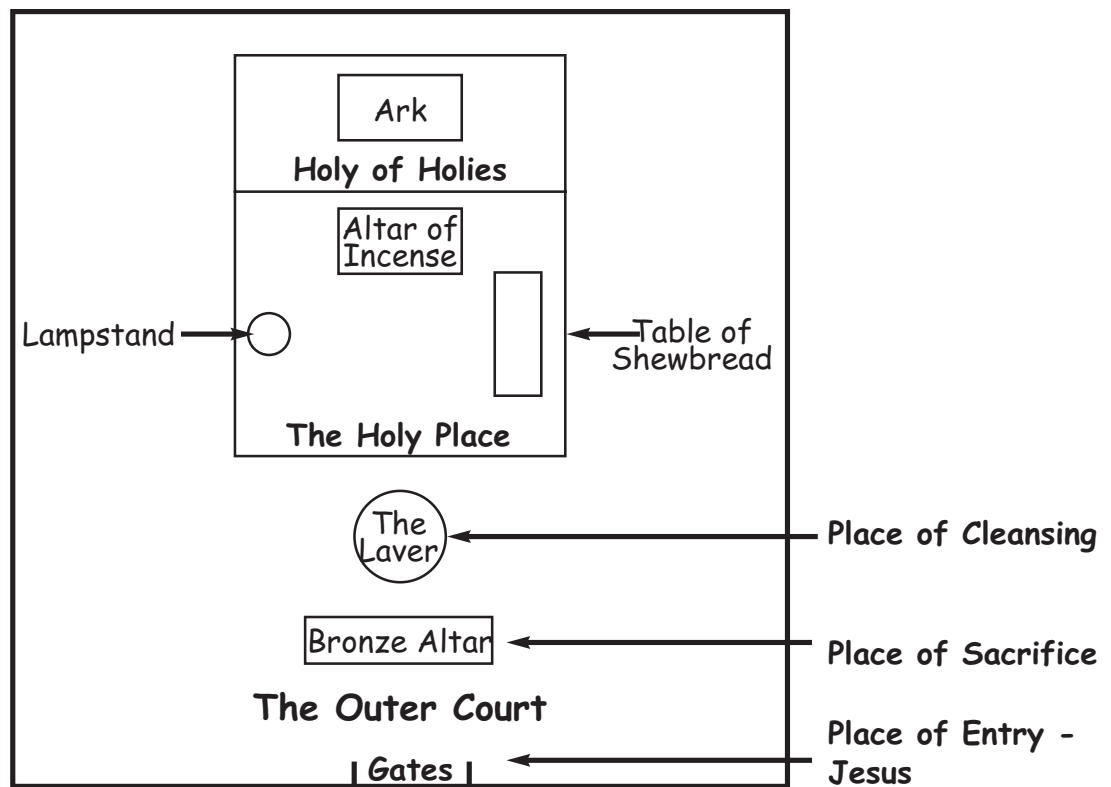 Ark
Holy of Holies
Altar of
Incense
Lampstand
Table of
Shewbread
The Holy Place
The
Laver
Place of Cleansing
Bronze Altar
Place of Sacrifice
The Outer Court
Place of Entry -
Jesus
Gates